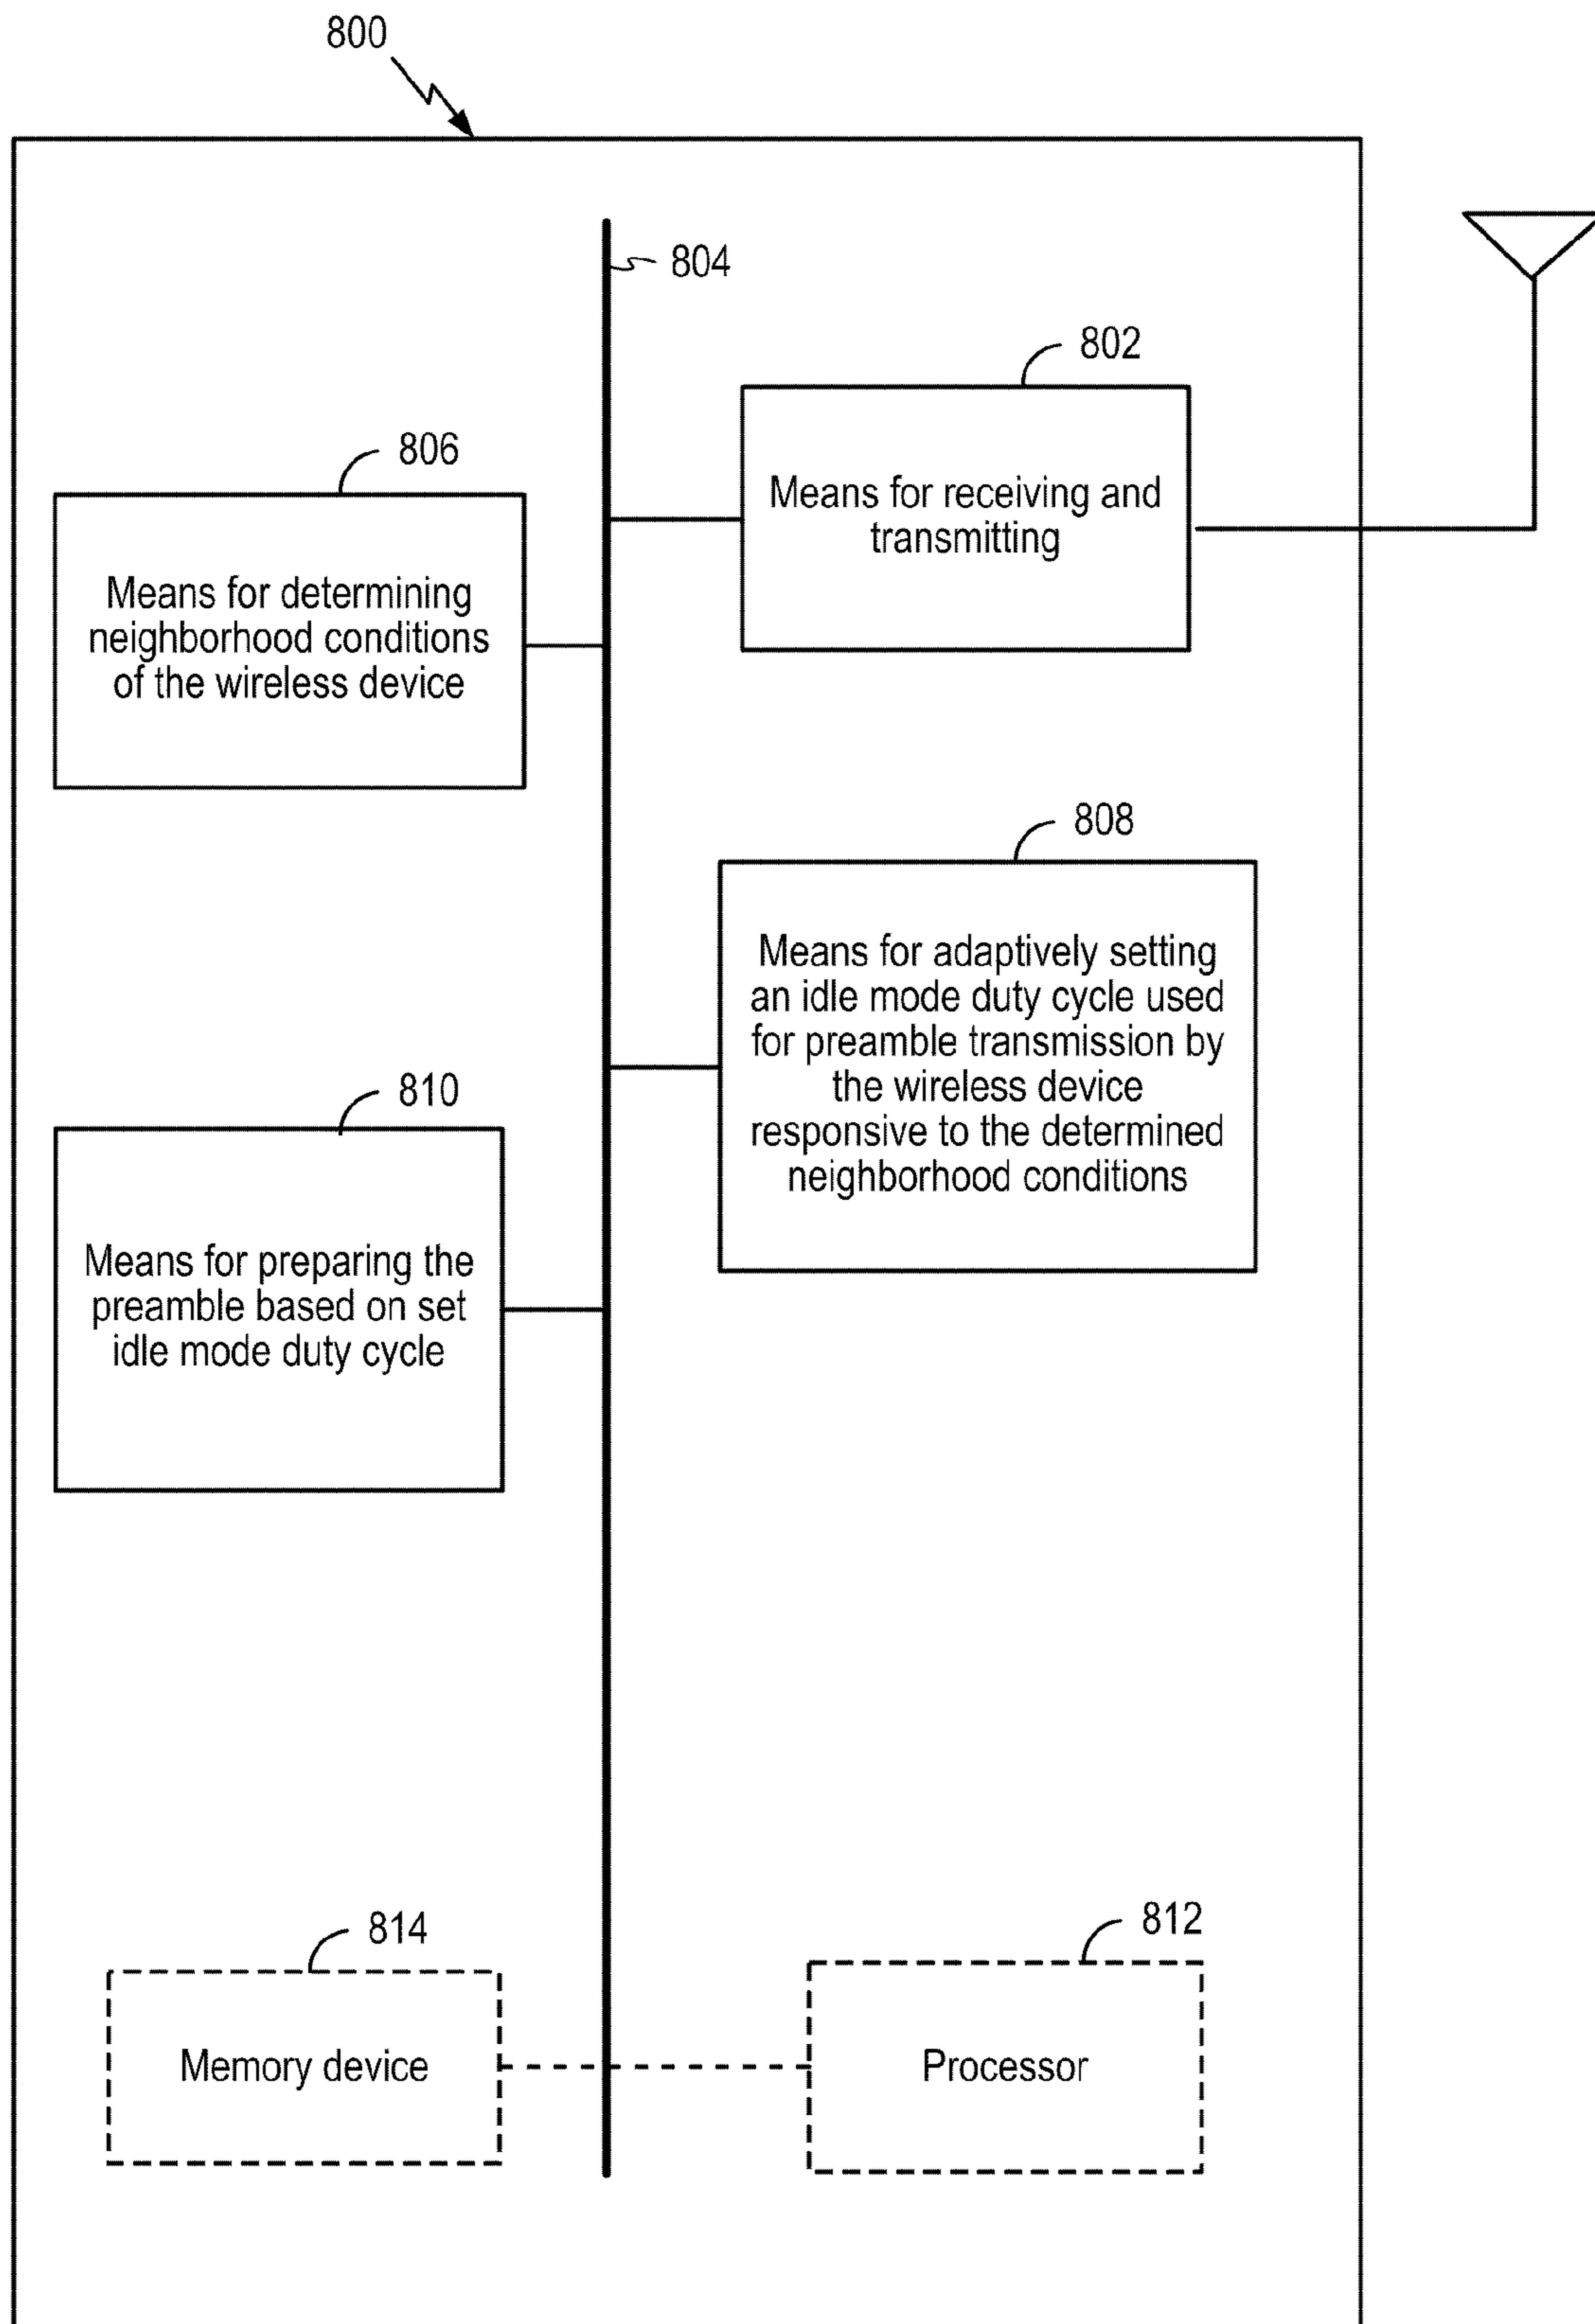 800
804
802
Means for receiving and
transmitting
806
Means for determining
neighborhood conditions
of the wireless device
808
Means for adaptively setting
an idle mode duty cycle used
for preamble transmission by
the wireless device
responsive to the determined
neighborhood conditions
810
Means for preparing the
preamble based on set
idle mode duty cycle
814
Memory device
812
Processor